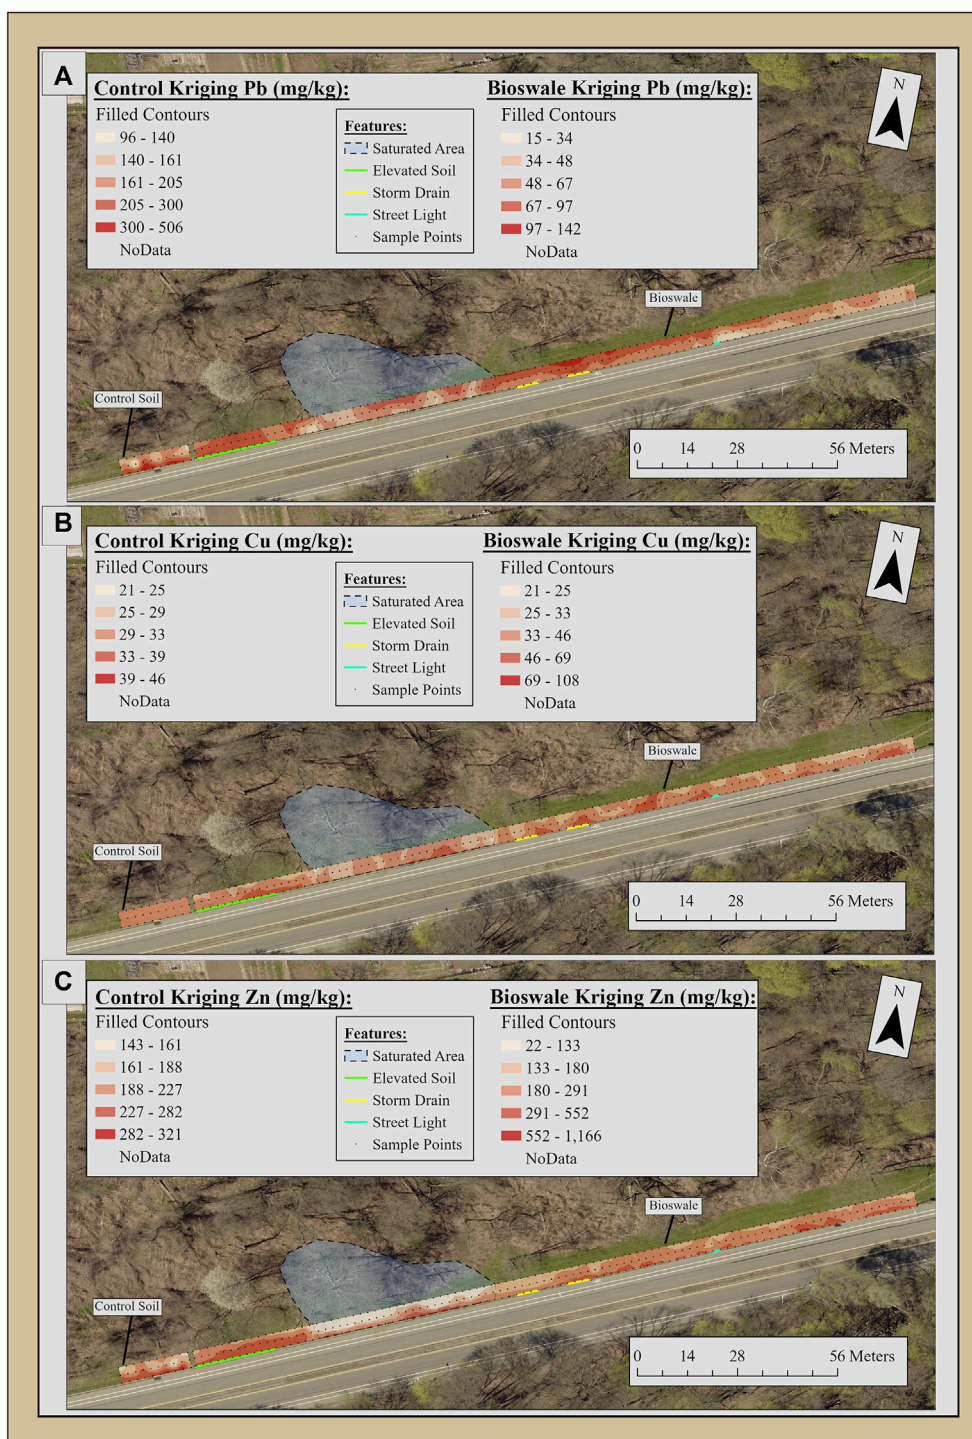 A
Control Kriging Pb (mg/kg):
Filled Contours
96 - 140
140 - 161
161 - 205
205 - 300
300 - 506
NoData
Features:
Saturated Area
Elevated Soil
Storm Drain
Street Light
Sample Points
Bioswale Kriging Pb (mg/kg):
Filled Contours
15 - 34
34 - 48
48 - 67
67 - 97
97 - 142
NoData
N
Bioswale
Control Soil
0 14 28 56 Meters
B
Control Kriging Cu (mg/kg):
Filled Contours
21 - 25
25 - 29
29 - 33
33 - 39
39 - 46
NoData
Features:
Saturated Area
Elevated Soil
Storm Drain
Street Light
Sample Points
Bioswale Kriging Cu (mg/kg):
Filled Contours
21 - 25
25 - 33
33 - 46
46 - 69
69 - 108
NoData
N
Bioswale
Control Soil
0 14 28 56 Meters
C
Control Kriging Zn (mg/kg):
Filled Contours
143 - 161
161 - 188
188 - 227
227 - 282
282 - 321
NoData
Features:
Saturated Area
Elevated Soil
Storm Drain
Street Light
Sample Points
Bioswale Kriging Zn (mg/kg):
Filled Contours
22 - 133
133 - 180
180 - 291
291 - 552
552 - 1,166
NoData
N
Bioswale
Control Soil
0 14 28 56 Meters